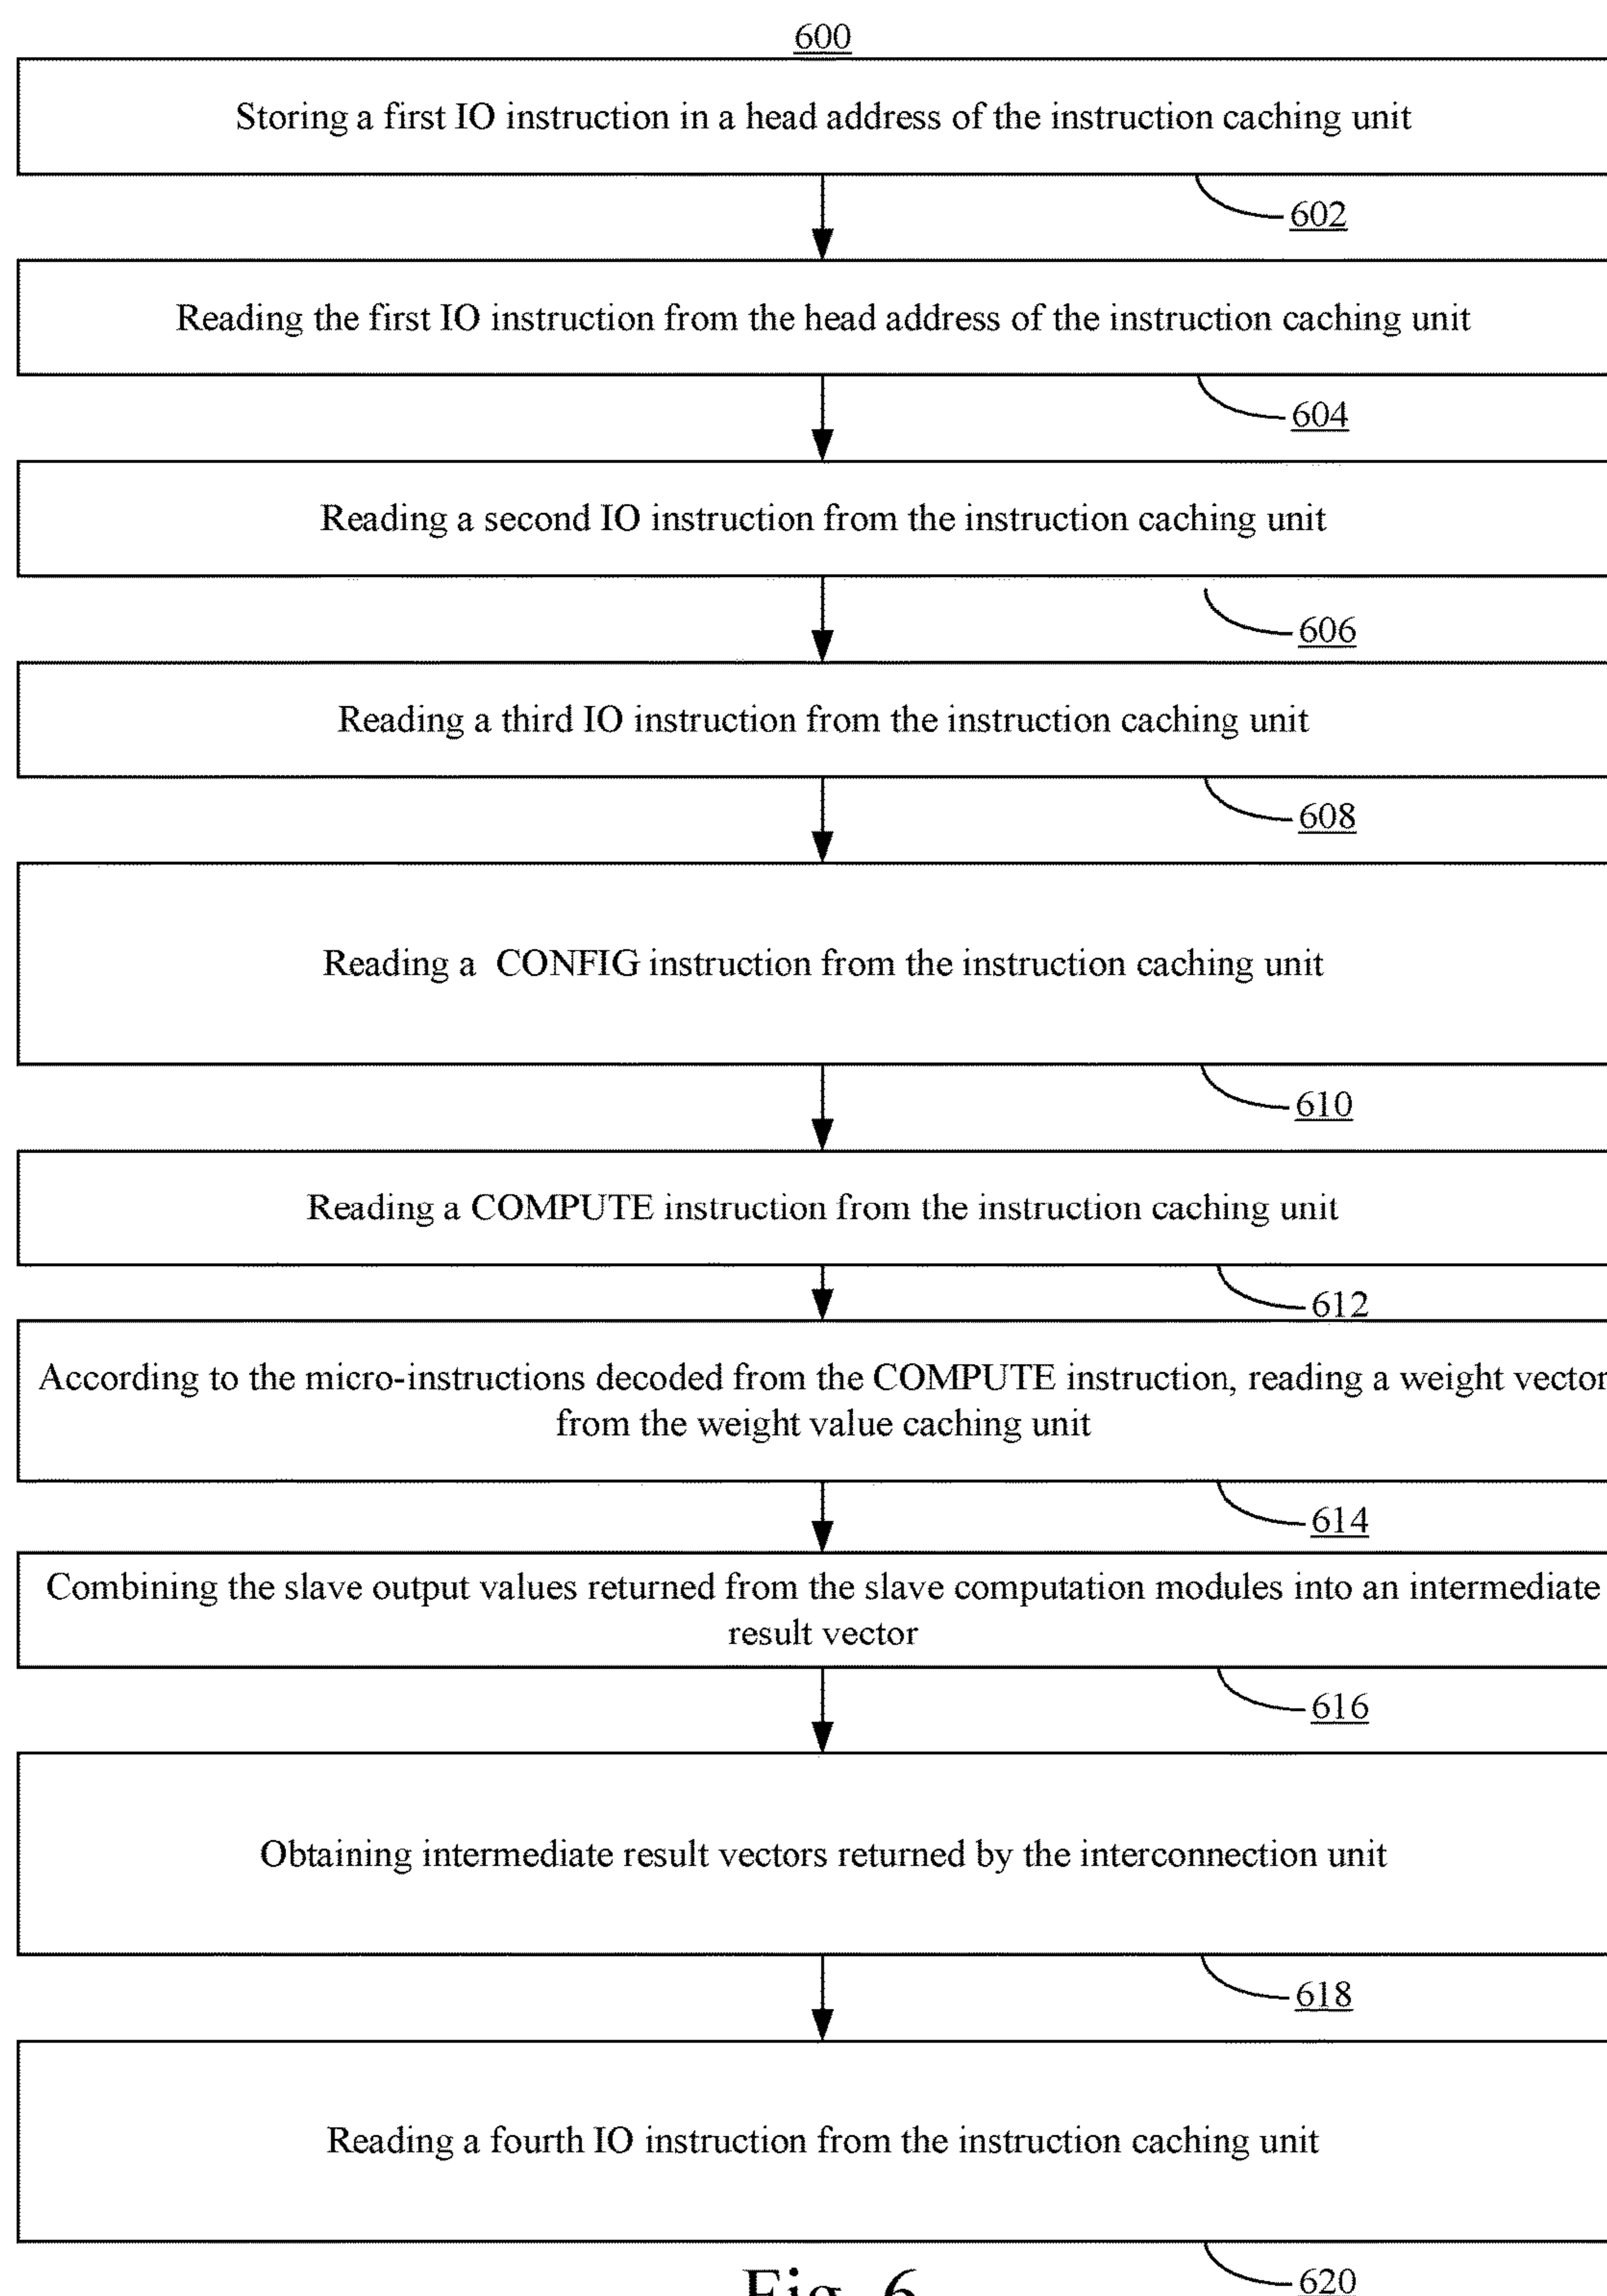 600
Storing a first IO instruction in a head address of the instruction caching unit
602
Reading the first IO instruction from the head address of the instruction caching unit
604
Reading a second IO instruction from the instruction caching unit
606
Reading a third IO instruction from the instruction caching unit
608
Reading a CONFIG instruction from the instruction caching unit
610
Reading a COMPUTE instruction from the instruction caching unit
612
According to the micro-instructions decoded from the COMPUTE instruction, reading a weight vector
from the weight value caching unit
614
Combining the slave output values returned from the slave computation modules into an intermediate
result vector
616
Obtaining intermediate result vectors returned by the interconnection unit
618
Reading a fourth IO instruction from the instruction caching unit
620
Fig. 6